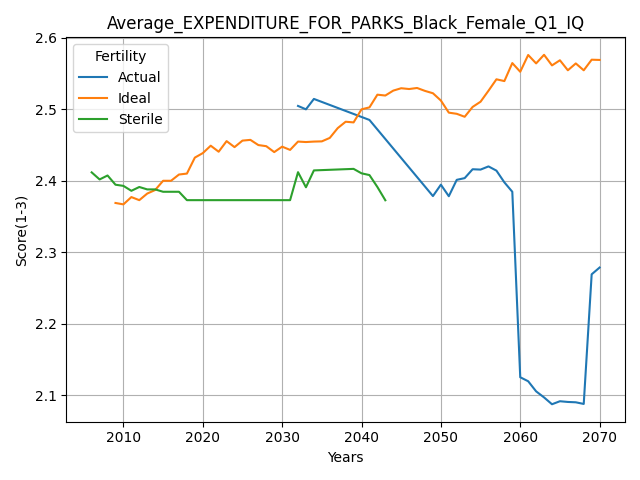 Average_EXPENDITURE_FOR_PARKS_Black_Female_Q1_IQ
Fertility
Actual
Ideal
Sterile
Score(1-3)
2.6
2.5
2.4
2.3
2.2
2.1
2010 2020 2030 2040 2050 2060 2070
Years